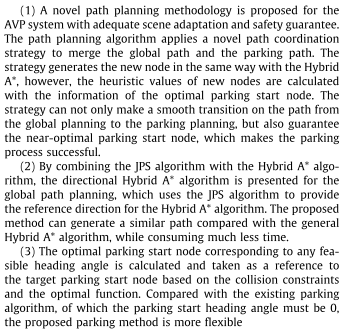 (1) A novel path planning methodology is proposed for the
AVP system with adequate scene adaptation and safety guarantee.
The path planning algorithm applies a novel path coordination
strategy to merge the global path and the parking path. The
strategy generates the new node in the same way with the Hybrid
A*, however, the heuristic values of new nodes are calculated
with the information of the optimal parking start node. The
strategy can not only make a smooth transition on the path from
the global planning to the parking planning, but also guarantee
the near-optimal parking start node, which makes the parking
process successful.
(2) By combining the JPS algorithm with the Hybrid A* algo-
rithm, the directional Hybrid A* algorithm is presented for the
global path planning, which uses the JPS algorithm to provide
the reference direction for the Hybrid A* algorithm. The proposed
method can generate a similar path compared with the general
Hybrid A* algorithm, while consuming much less time.
(3) The optimal parking start node corresponding to any fea-
sible heading angle is calculated and taken as a reference to
the target parking start node based on the collision constraints
and the optimal function. Compared with the existing parking
algorithm, of which the parking start heading angle must be 0,
the proposed parking method is more flexible